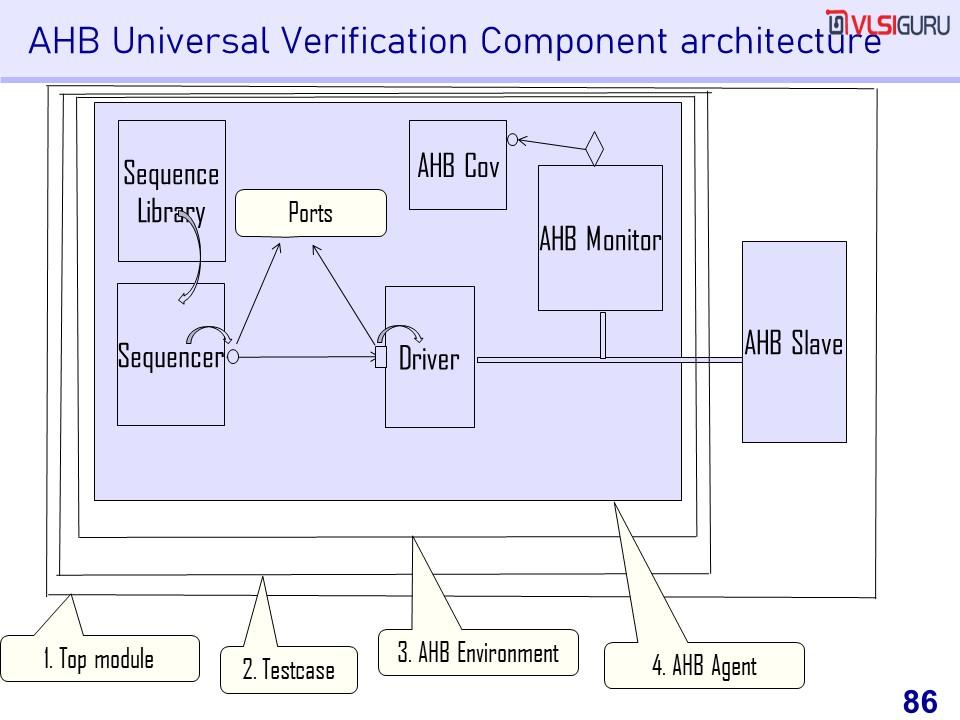 AHB Universal Verification Component architecture
VLSIGURU
Sequence
Library
Ports
AHB Cov
AHB Monitor
Sequencer
Driver
AHB Slave
1. Top module
2. Testcase
3. AHB Environment
4. AHB Agent
86